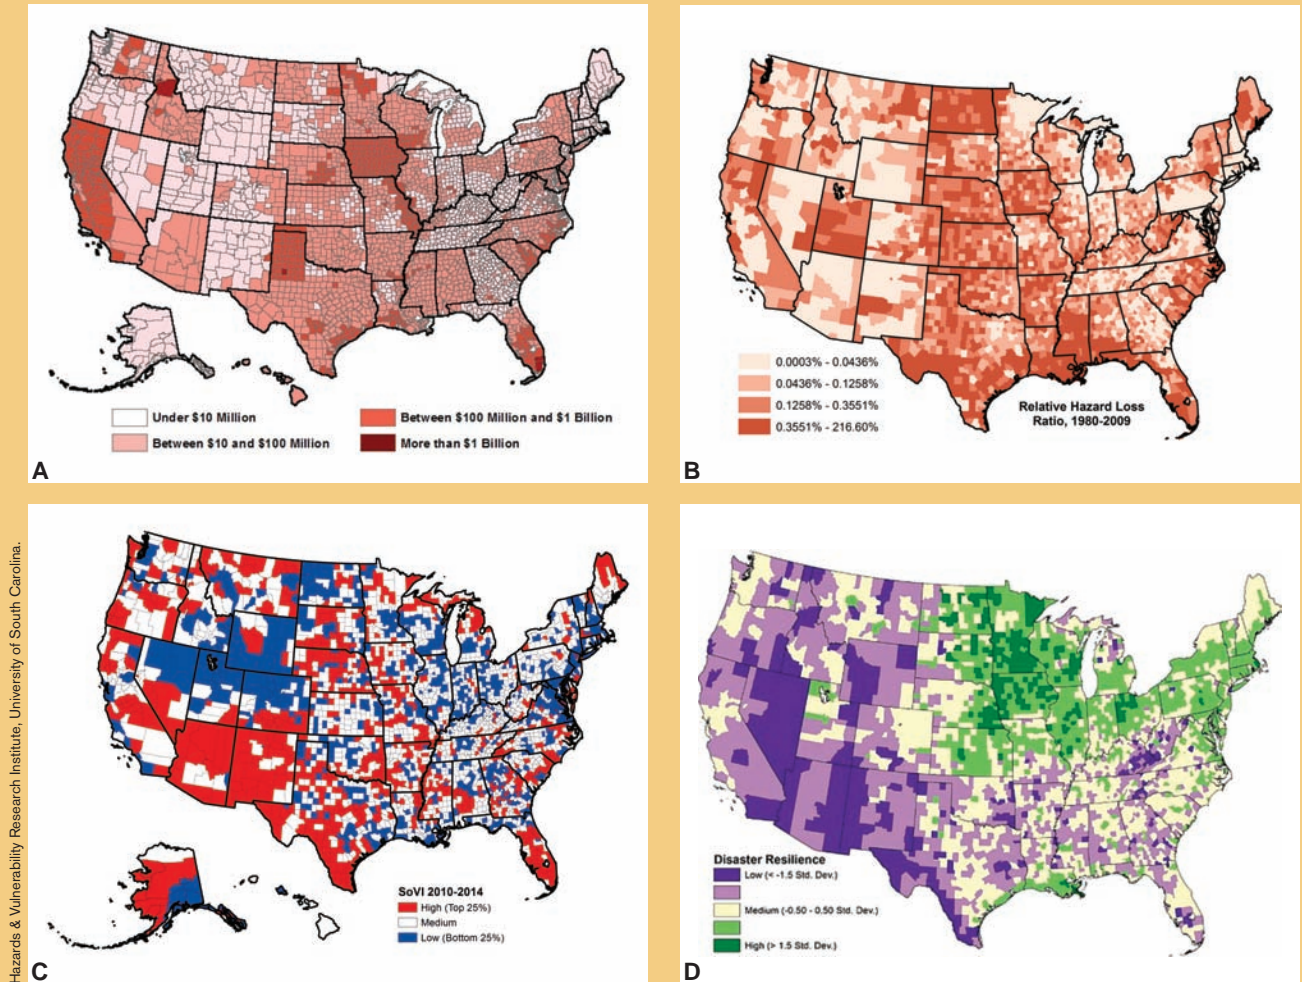 Under $10 Million
Between $10 and $100 Million
Between $100 Million and $1 Billion
More than $1 Billion
A
0.0003% - 0.0436%
0.0436% - 0.1258%
0.1258% - 0.3551%
0.3551% - 216.60%
Relative Hazard Loss
Ratio, 1980-2009
B
Hazards & Vulnerability Research Institute, University of South Carolina.
SoVI 2010-2014
High (Top 25%)
Medium
Low (Bottom 25%)
C
Disaster Resilience
Low (< -1.5 Std. Dev.)
Medium (-0.50 - 0.50 Std. Dev.)
High (> 1.5 Std. Dev.)
D